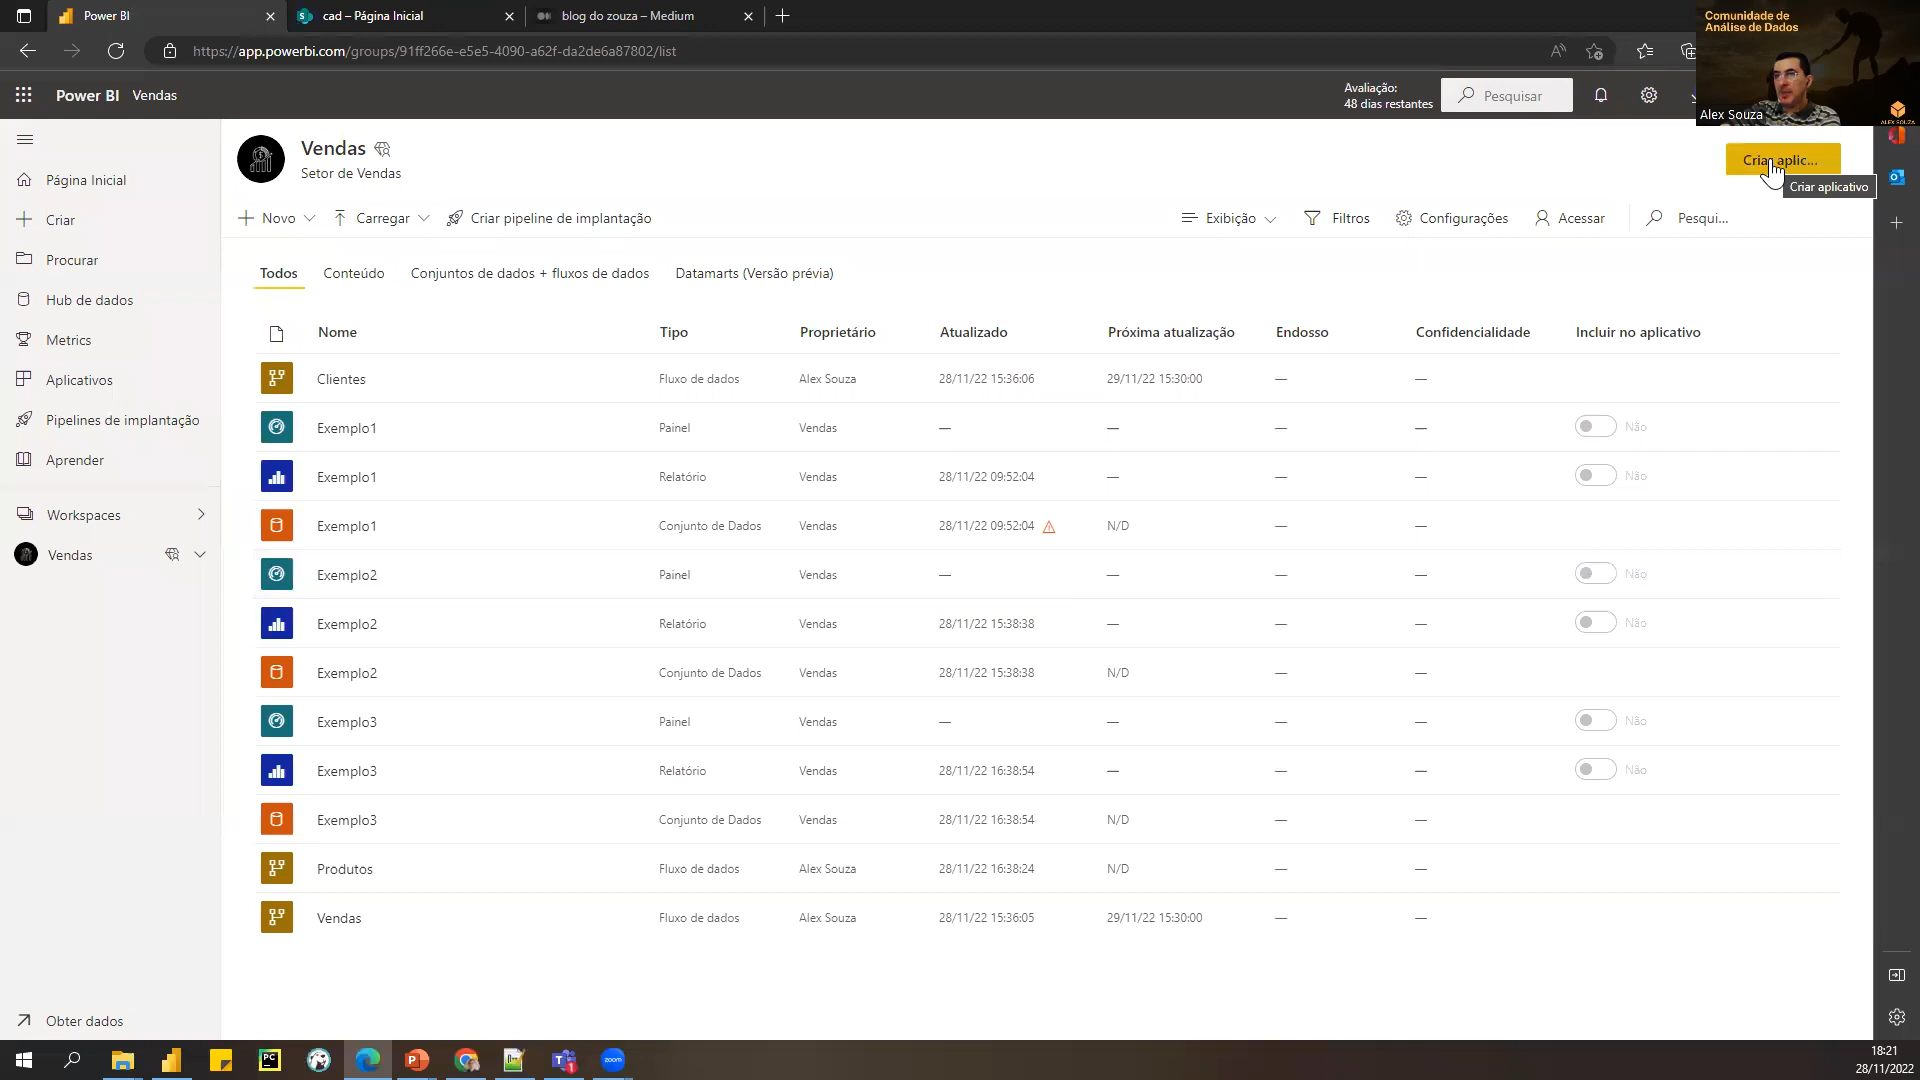 Power BI
cad – Página Inicial
blog do zouza – Medium
https://app.powerbi.com/groups/91ff266e-e5e5-4090-a62f-da2de6a87802/list
Comunidade de
Análise de Dados
Alex Souza
ALEX SOUZA
Power BI Vendas
Avaliação:
48 dias restantes
Pesquisar
Vendas
Setor de Vendas
Criar aplic...
Criar aplicativo
Novo
Carregar
Criar pipeline de implantação
Exibição
Filtros
Configurações
Acessar
Pesqui...
Página Inicial
Criar
Procurar
Hub de dados
Metrics
Aplicativos
Pipelines de implantação
Aprender
Workspaces
Vendas
Obter dados
Todos Conteúdo Conjuntos de dados + fluxos de dados Datamarts (Versão prévia)
Nome Tipo Proprietário Atualizado Próxima atualização Endosso Confidencialidade Incluir no aplicativo
Clientes Fluxo de dados Alex Souza 28/11/22 15:36:06 29/11/22 15:30:00 — —
Exemplo1 Painel Vendas — — — — Não
Exemplo1 Relatório Vendas 28/11/22 09:52:04 — — — Não
Exemplo1 Conjunto de Dados Vendas 28/11/22 09:52:04 N/D — —
Exemplo2 Painel Vendas — — — — Não
Exemplo2 Relatório Vendas 28/11/22 15:38:38 — — — Não
Exemplo2 Conjunto de Dados Vendas 28/11/22 15:38:38 N/D — —
Exemplo3 Painel Vendas — — — — Não
Exemplo3 Relatório Vendas 28/11/22 16:38:54 — — — Não
Exemplo3 Conjunto de Dados Vendas 28/11/22 16:38:54 N/D — —
Produtos Fluxo de dados Alex Souza 28/11/22 16:38:24 N/D — —
Vendas Fluxo de dados Alex Souza 28/11/22 15:36:05 29/11/22 15:30:00 — —
18:21
28/11/2022